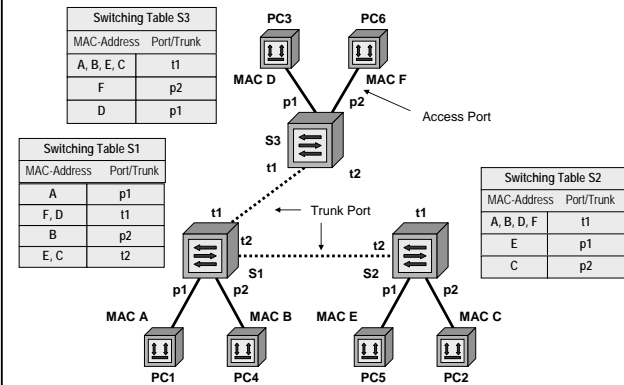 Switching Table S3
MAC-Address Port/Trunk
A, B, E, C t1
F p2
D p1
PC3 PC6
MAC D MAC F
p1 p2
Access Port
S3
t1 t2
Switching Table S1
MAC-Address Port/Trunk
A p1
F, D t1
B p2
E, C t2
Switching Table S2
MAC-Address Port/Trunk
A, B, D, F t1
E p1
C p2
Trunk Port
t1 t1
t2 t2
S1 S2
p1 p2 p1 p2
MAC A MAC B MAC E MAC C
PC1 PC4 PC5 PC2